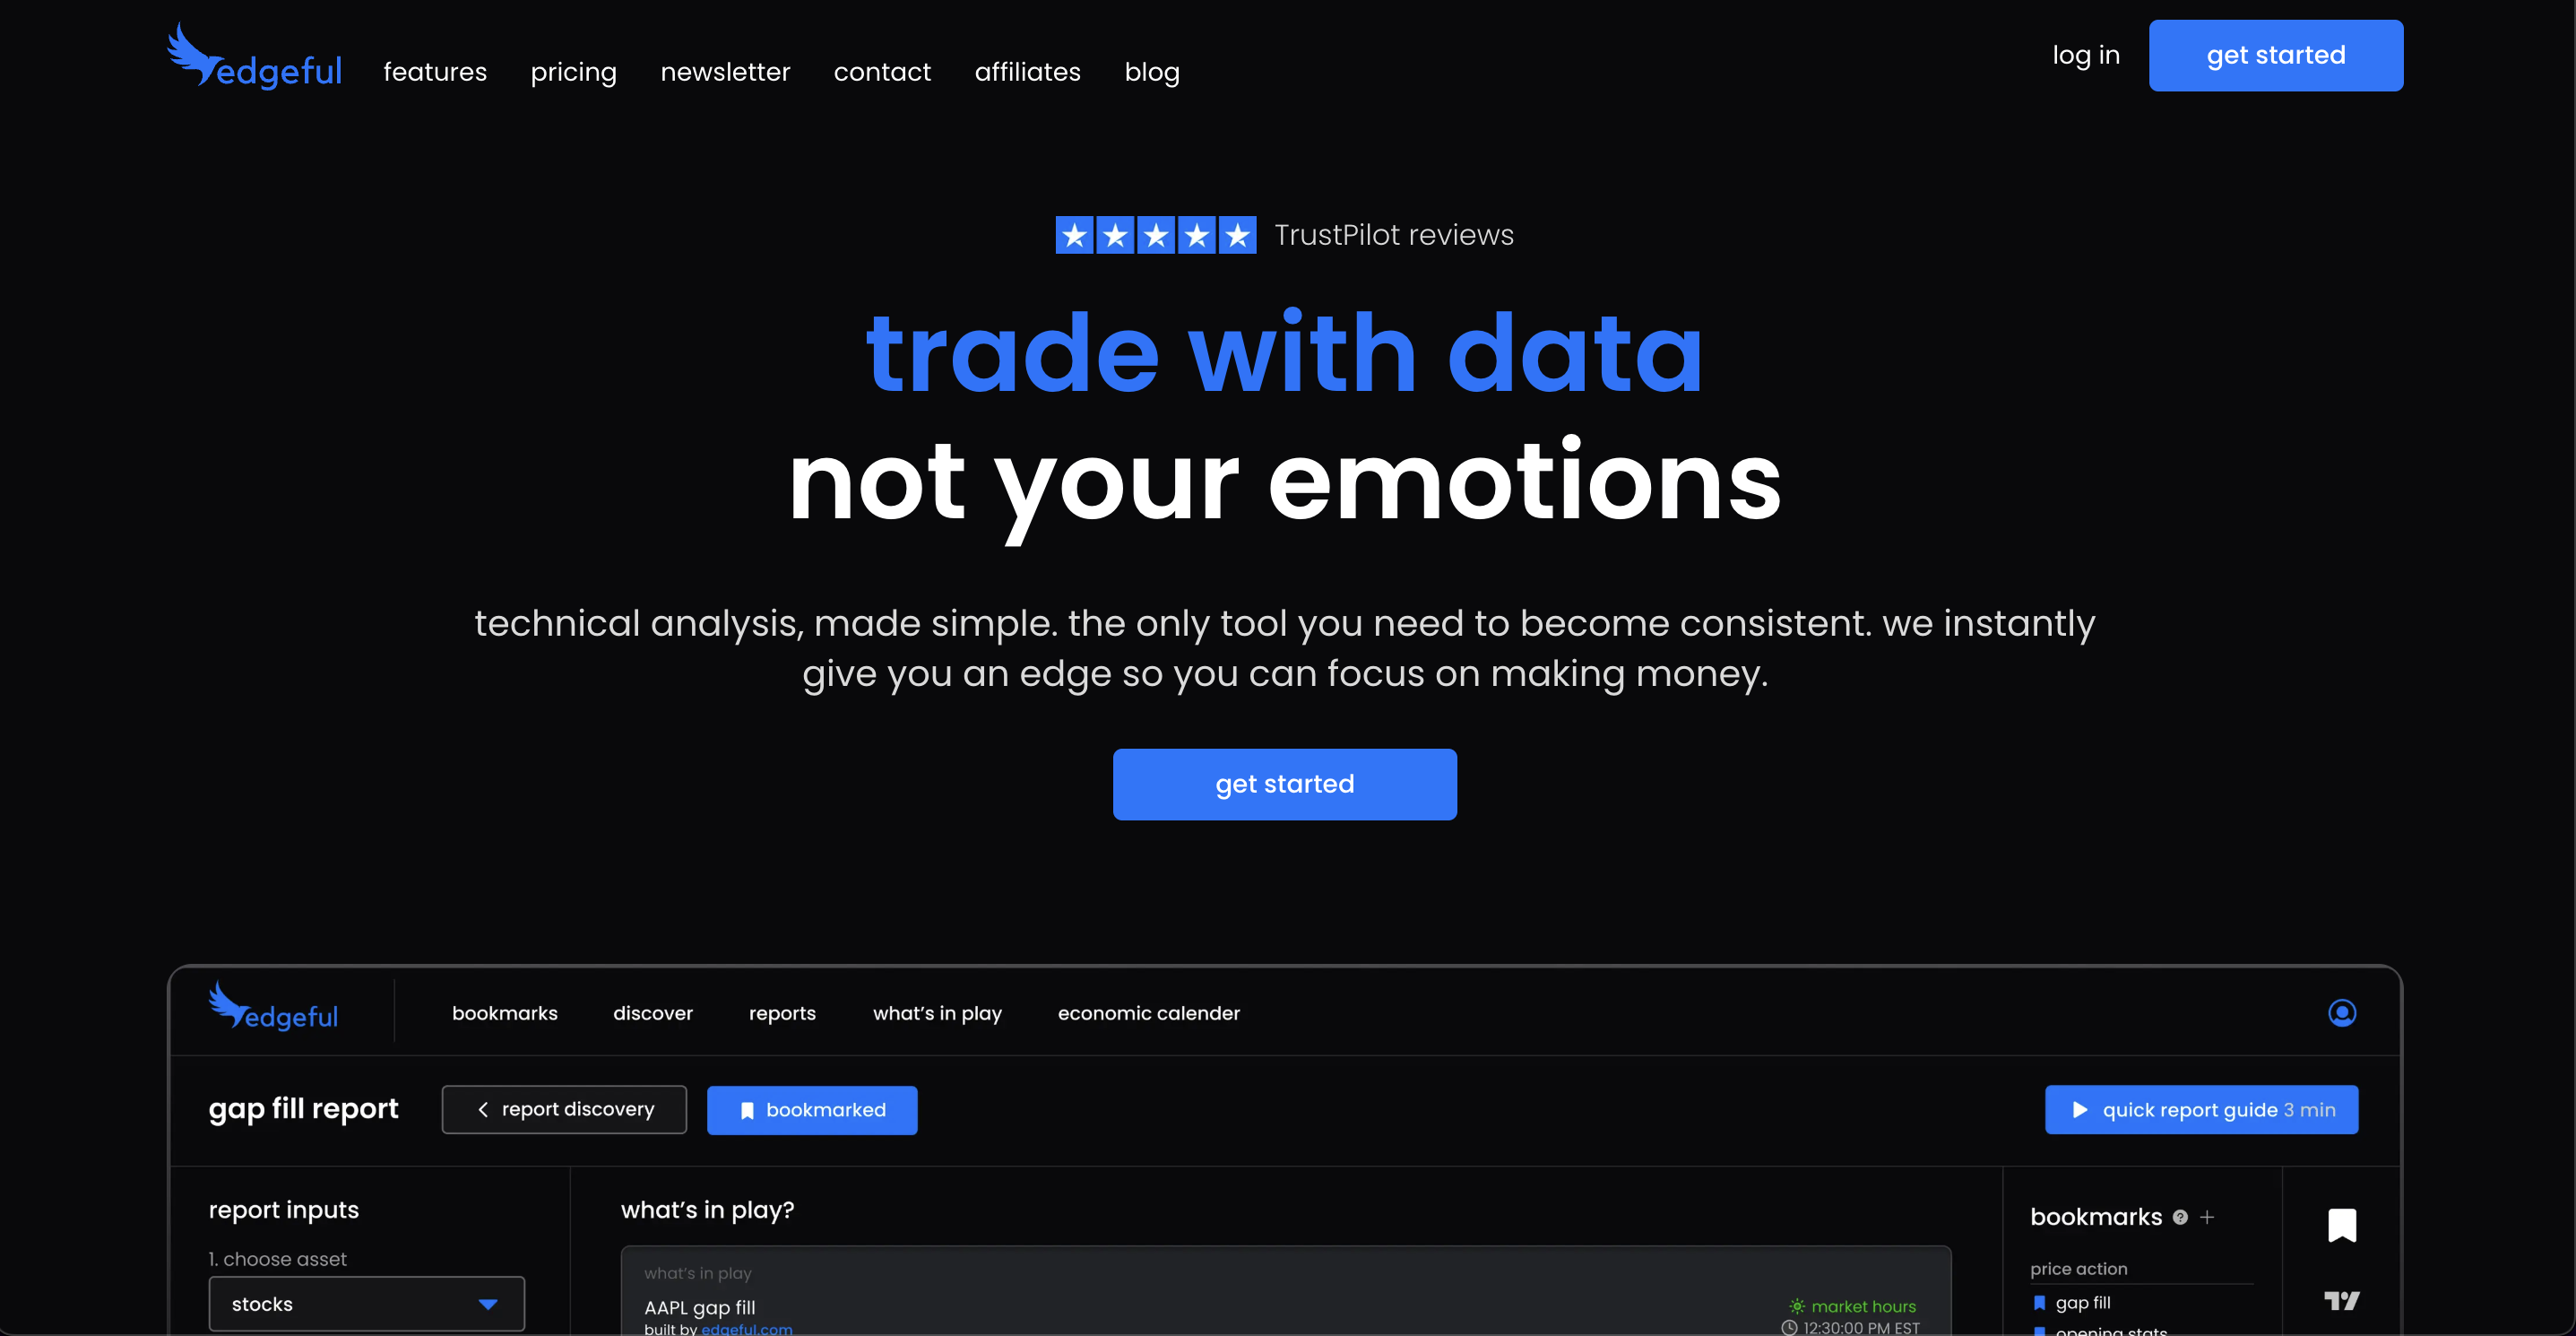 edgeful features pricing newsletter contact affiliates blog log in get started
TrustPilot reviews
trade with data
not your emotions
technical analysis, made simple. the only tool you need to become consistent. we instantly
give you an edge so you can focus on making money.
get started
edgeful bookmarks discover reports what's in play economic calender
gap fill report report discovery bookmarked quick report guide 3 min
report inputs
1. choose asset
stocks
what's in play?
what's in play
AAPL gap fill
built by edgeful.com
market hours
12:30:00 PM EST
bookmarks ? +
price action
gap fill
opening stats